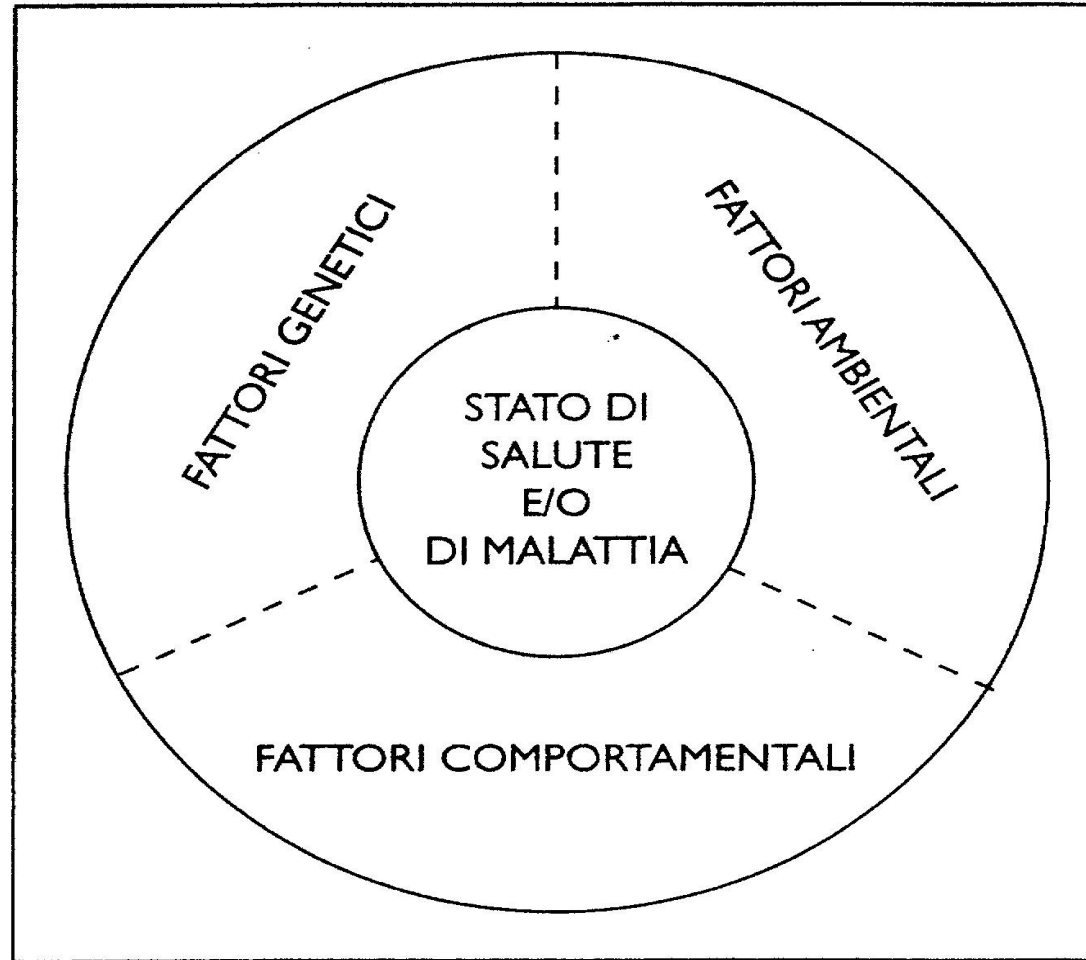 FATTORI GENETICI
FATTORI AMBIENTALI
STATO DI
SALUTE
E/O
DI MALATTIA
FATTORI COMPORTAMENTALI